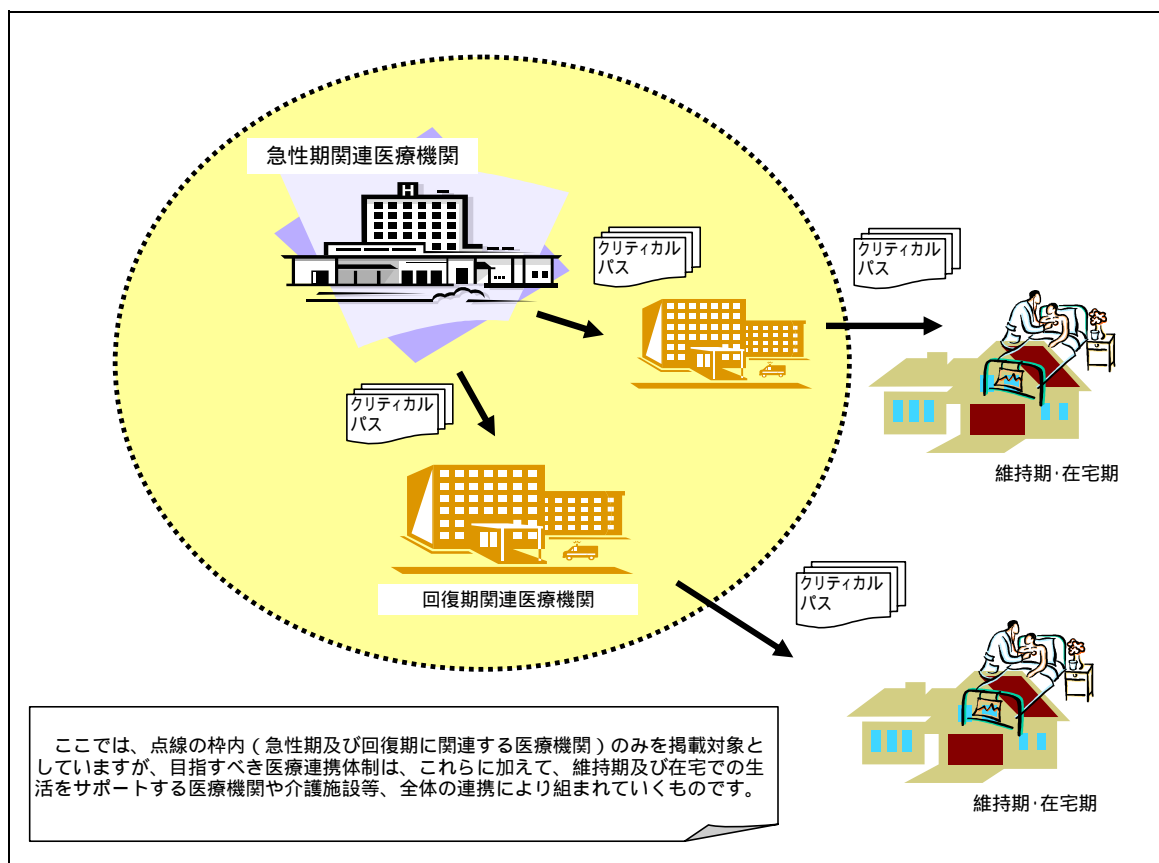 急性期関連医療機関
H
クリティカル
パス
クリティカル
パス
クリティカル
パス
維持期・在宅期
回復期関連医療機関
クリティカル
パス
維持期・在宅期
ここでは、点線の枠内（急性期及び回復期に関連する医療機関）のみを掲載対象と
していますが、目指すべき医療連携体制は、これらに加えて、維持期及び在宅での生
活をサポートする医療機関や介護施設等、全体の連携により組まれていくものです。